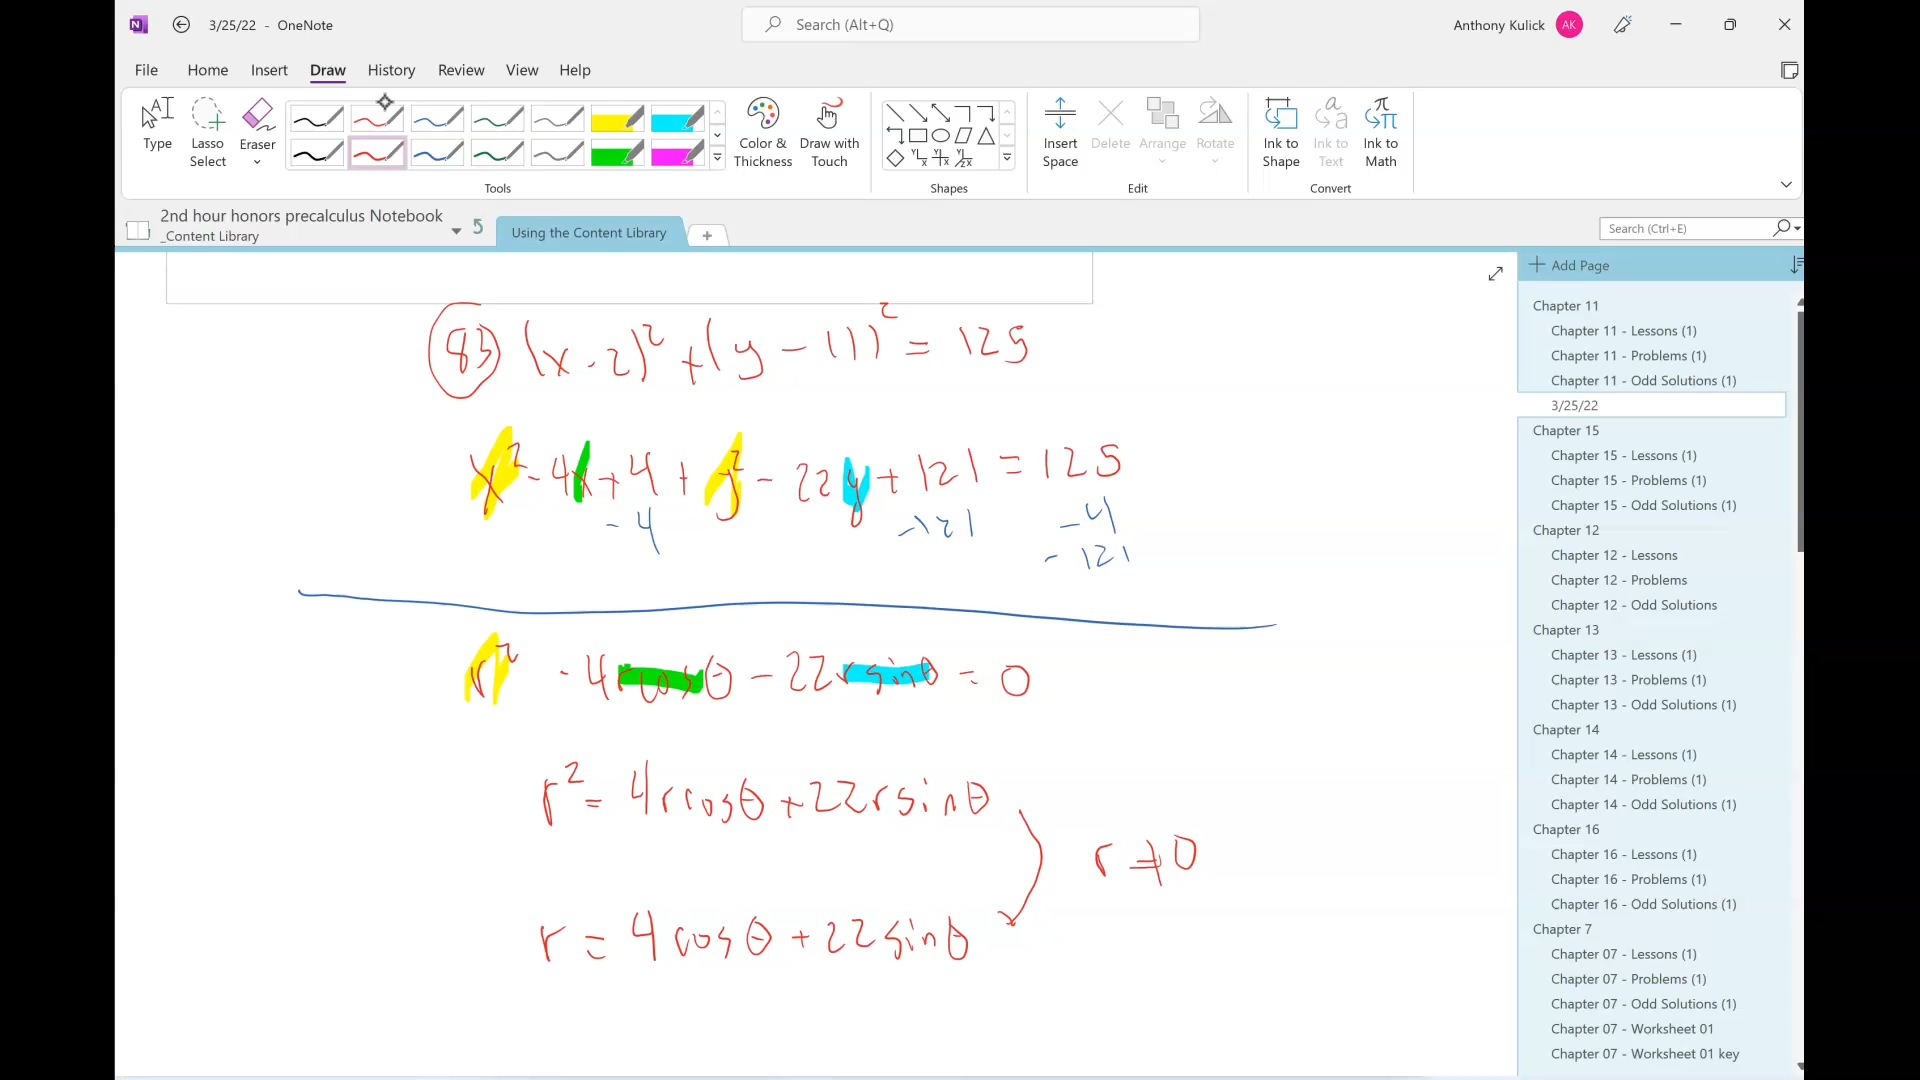 3/25/22 - OneNote
Search (Alt+Q)
Anthony Kulick AK
File Home Insert Draw History Review View Help
Type
Lasso Select
Eraser
Color & Thickness
Draw with Touch
Insert Space
Delete
Arrange
Rotate
Ink to Shape
Ink to Text
Ink to Math
Tools
Shapes
Edit
Convert
2nd hour honors precalculus Notebook
_Content Library
Using the Content Library
Search (Ctrl+E)
83) (x - 2)² + (y - 11)² = 125
x² - 4x + 4 + y² - 22y + 121 = 125
- 4 - 121 - 4
- 121
r² - 4rcosθ - 22rsinθ = 0
r² = 4rcosθ + 22rsinθ
r ≠ 0
r = 4cosθ + 22sinθ
Add Page
Chapter 11
Chapter 11 - Lessons (1)
Chapter 11 - Problems (1)
Chapter 11 - Odd Solutions (1)
3/25/22
Chapter 15
Chapter 15 - Lessons (1)
Chapter 15 - Problems (1)
Chapter 15 - Odd Solutions (1)
Chapter 12
Chapter 12 - Lessons
Chapter 12 - Problems
Chapter 12 - Odd Solutions
Chapter 13
Chapter 13 - Lessons (1)
Chapter 13 - Problems (1)
Chapter 13 - Odd Solutions (1)
Chapter 14
Chapter 14 - Lessons (1)
Chapter 14 - Problems (1)
Chapter 14 - Odd Solutions (1)
Chapter 16
Chapter 16 - Lessons (1)
Chapter 16 - Problems (1)
Chapter 16 - Odd Solutions (1)
Chapter 7
Chapter 07 - Lessons (1)
Chapter 07 - Problems (1)
Chapter 07 - Odd Solutions (1)
Chapter 07 - Worksheet 01
Chapter 07 - Worksheet 01 key